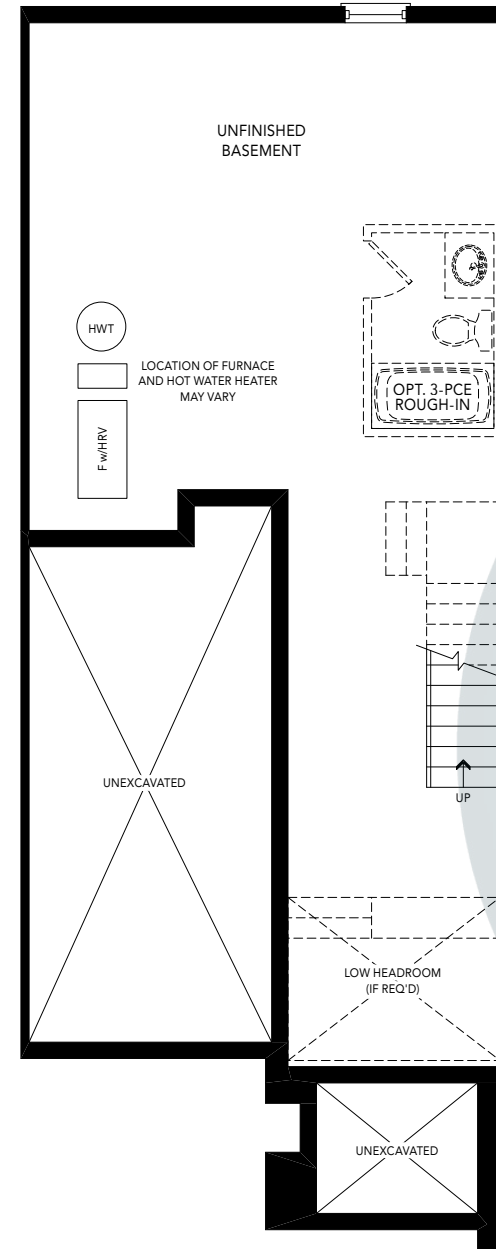 UNFINISHED
BASEMENT
HWT
LOCATION OF FURNACE
AND HOT WATER HEATER
MAY VARY
OPT. 3-PCE
ROUGH-IN
F w/HRV
UNEXCAVATED
UP
LOW HEADROOM
(IF REQ'D)
UNEXCAVATED